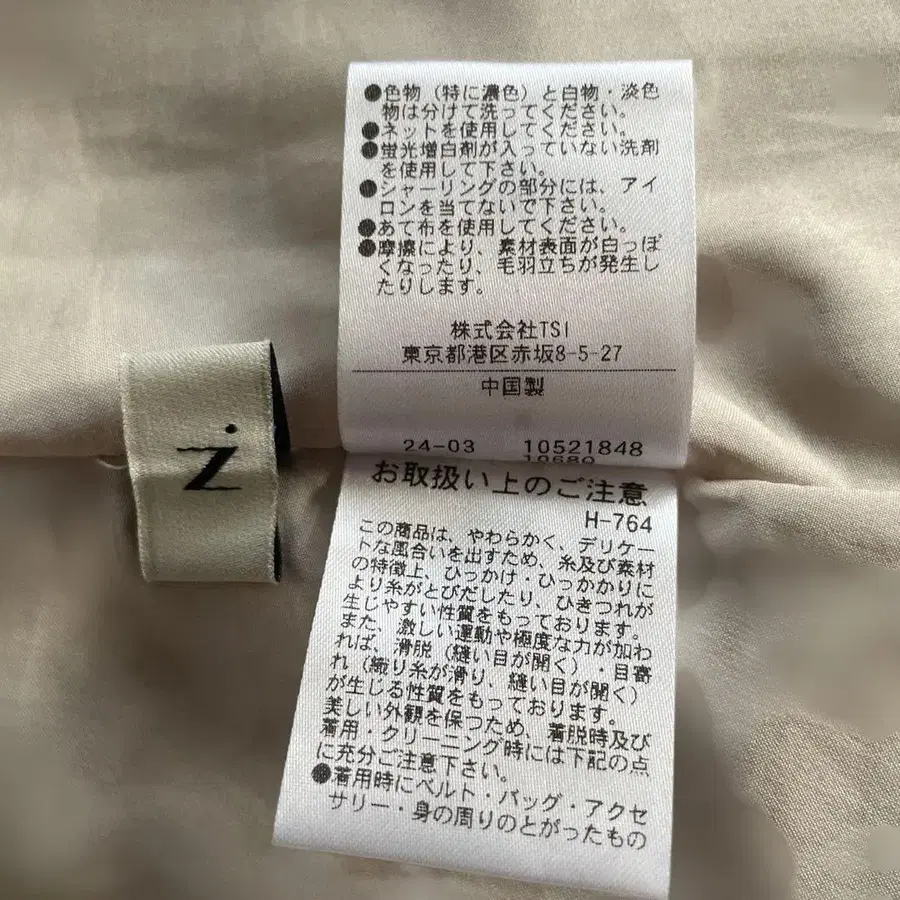 ●色物（特に濃色）と白物・淡色
物は分けて洗ってください。
●ネットを使用してください。
●蛍光増白剤が入っていない洗剤
を使用して下さい。
●シャーリングの部分には、アイ
ロンを当てないで下さい。
●あて布を使用してください。
●摩擦により、素材表面が白っぽ
くなったり、毛羽立ちが発生し
たりします。
株式会社TSI
東京都港区赤坂8-5-27
中国製
24-03 10521848
N
お取扱い上のご注意
H-764
この商品は、やわらかく、デリケー
トな風合いを出すため、糸及び素材
の特徴上、ひっかけ・ひっかかりに
より糸がとびだしたり、ひきつれが
生じやすい性質をもっております。
また、激しい運動や極度な力が加わ
れば、滑脱（縫い目が開く）・目寄
れ（織り糸が滑り、縫い目が開く）
が生じる性質をもっております。
美しい外観を保つため、着脱時及び
着用・クリーニング時には下記の点
に充分ご注意下さい。
●着用時にベルト・バッグ・アクセ
サリー・身の周りのとがったもの